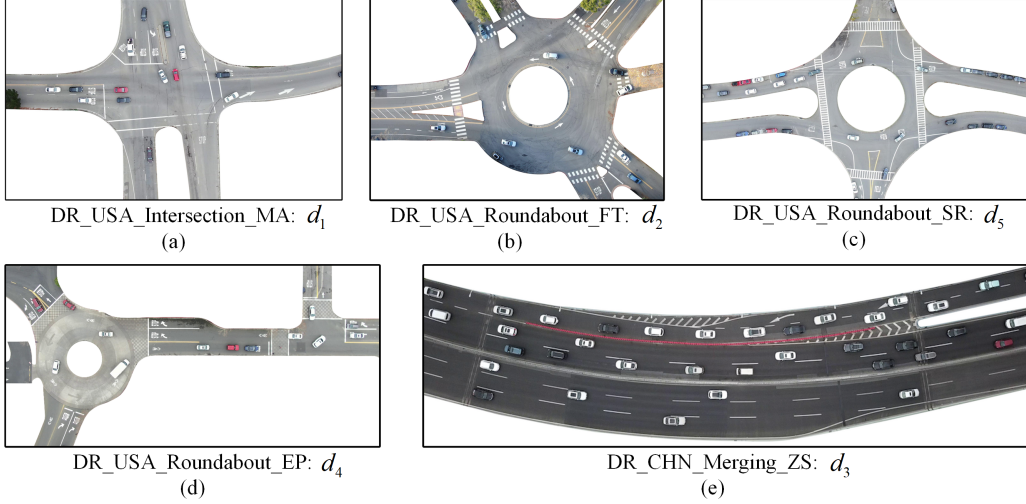 DR_USA_Intersection_MA: d1
(a)
DR_USA_Roundabout_FT: d2
(b)
DR_USA_Roundabout_SR: d5
(c)
DR_USA_Roundabout_EP: d4
(d)
DR_CHN_Merging_ZS: d3
(e)